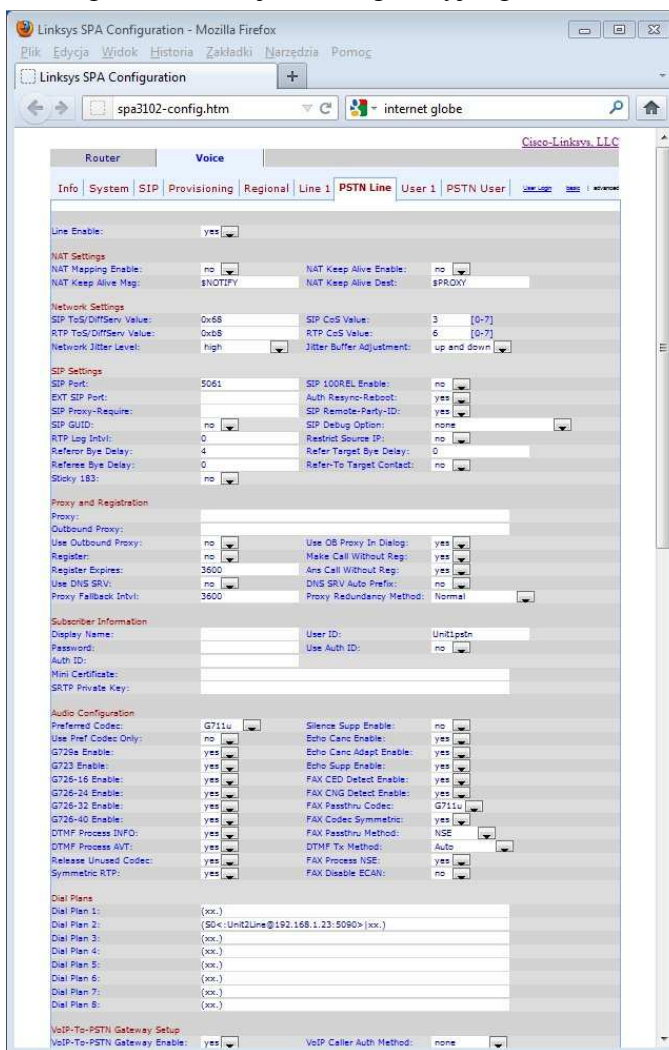 Linksys SPA Configuration - Mozilla Firefox
Plik Edycja Widok Historia Zakładki Narzędzia Pomoc
Linksys SPA Configuration +
spa3102-config.htm internet globe
Cisco-Linksys, LLC
Router Voice
Info System SIP Provisioning Regional Line 1 PSTN Line User 1 PSTN User User Login basic | advanced
Line Enable: yes
NAT Settings
NAT Mapping Enable: no NAT Keep Alive Enable: no
NAT Keep Alive Msg: $NOTIFY NAT Keep Alive Dest: $PROXY
Network Settings
SIP ToS/DiffServ Value: 0x68 SIP CoS Value: 3 [0-7]
RTP ToS/DiffServ Value: 0xb8 RTP CoS Value: 6 [0-7]
Network Jitter Level: high Jitter Buffer Adjustment: up and down
SIP Settings
SIP Port: 5061 SIP 100REL Enable: no
EXT SIP Port: Auth Resync-Reboot: yes
SIP Proxy-Require: SIP Remote-Party-ID: yes
SIP GUID: no SIP Debug Option: none
RTP Log Intvl: 0 Restrict Source IP: no
Referor Bye Delay: 4 Refer Target Bye Delay: 0
Referee Bye Delay: 0 Refer-To Target Contact: no
Sticky 183: no
Proxy and Registration
Proxy:
Outbound Proxy:
Use Outbound Proxy: no Use OB Proxy In Dialog: yes
Register: no Make Call Without Reg: yes
Register Expires: 3600 Ans Call Without Reg: yes
Use DNS SRV: no DNS SRV Auto Prefix: no
Proxy Fallback Intvl: 3600 Proxy Redundancy Method: Normal
Subscriber Information
Display Name: User ID: Unit1pstn
Password: Use Auth ID: no
Auth ID:
Mini Certificate:
SRTP Private Key:
Audio Configuration
Preferred Codec: G711u Silence Supp Enable: no
Use Pref Codec Only: no Echo Canc Enable: yes
G729a Enable: yes Echo Canc Adapt Enable: yes
G723 Enable: yes Echo Supp Enable: yes
G726-16 Enable: yes FAX CED Detect Enable: yes
G726-24 Enable: yes FAX CNG Detect Enable: yes
G726-32 Enable: yes FAX Passthru Codec: G711u
G726-40 Enable: yes FAX Codec Symmetric: yes
DTMF Process INFO: yes FAX Passthru Method: NSE
DTMF Process AVT: yes DTMF Tx Method: Auto
Release Unused Codec: yes FAX Process NSE: yes
Symmetric RTP: yes FAX Disable ECAN: no
Dial Plans
Dial Plan 1: (xx.)
Dial Plan 2: (S0<:Unit2Line@192.168.1.23:5090>|xx.)
Dial Plan 3: (xx.)
Dial Plan 4: (xx.)
Dial Plan 5: (xx.)
Dial Plan 6: (xx.)
Dial Plan 7: (xx.)
Dial Plan 8: (xx.)
VoIP-To-PSTN Gateway Setup
VoIP-To-PSTN Gateway Enable: yes VoIP Caller Auth Method: none